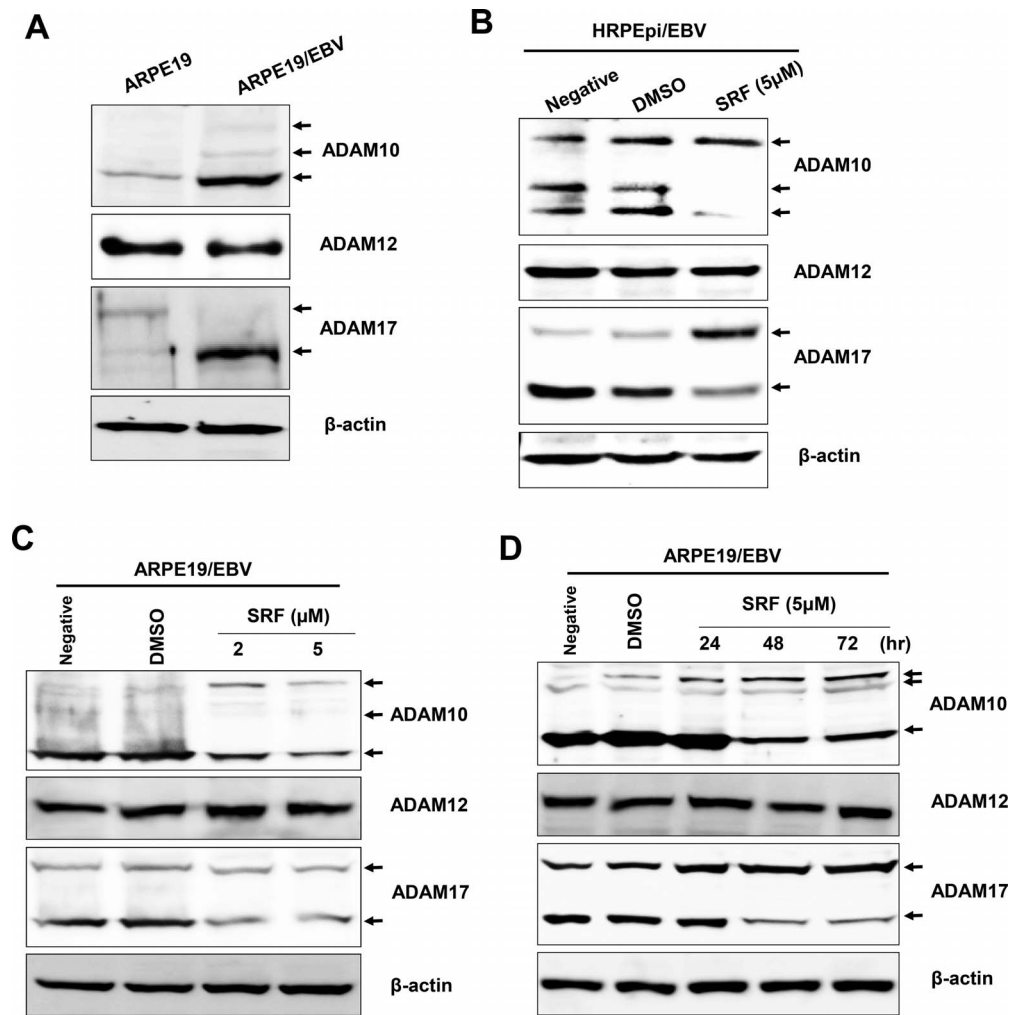 A
ARPE19
ARPE19/EBV
ADAM10
ADAM12
ADAM17
β-actin
B
HRPEpi/EBV
Negative
DMSO
SRF (5μM)
ADAM10
ADAM12
ADAM17
β-actin
C
ARPE19/EBV
Negative
DMSO
SRF (μM)
2
5
ADAM10
ADAM12
ADAM17
β-actin
D
ARPE19/EBV
Negative
DMSO
SRF (5μM)
24 48 72 (hr)
ADAM10
ADAM12
ADAM17
β-actin